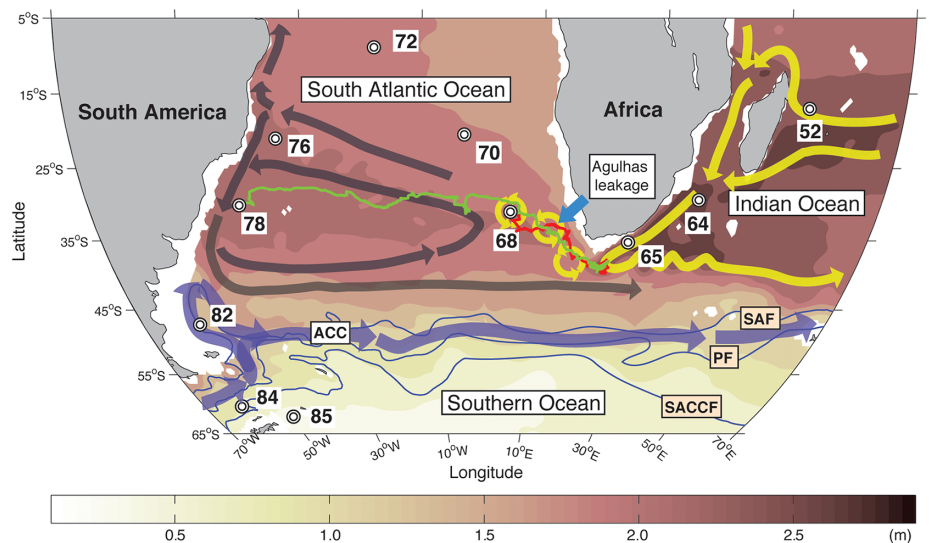 5°S
15°S
25°S
35°S
45°S
55°S
65°S
Latitude
72
South Atlantic Ocean
South America
Africa
52
76
70
Agulhas
leakage
78
68
64
Indian Ocean
65
82
ACC
SAF
PF
84
85
Southern Ocean
SACCF
70°W
50°W
30°W
10°W
10°E
30°E
50°E
70°E
Longitude
0.5
1.0
1.5
2.0
2.5
(m)